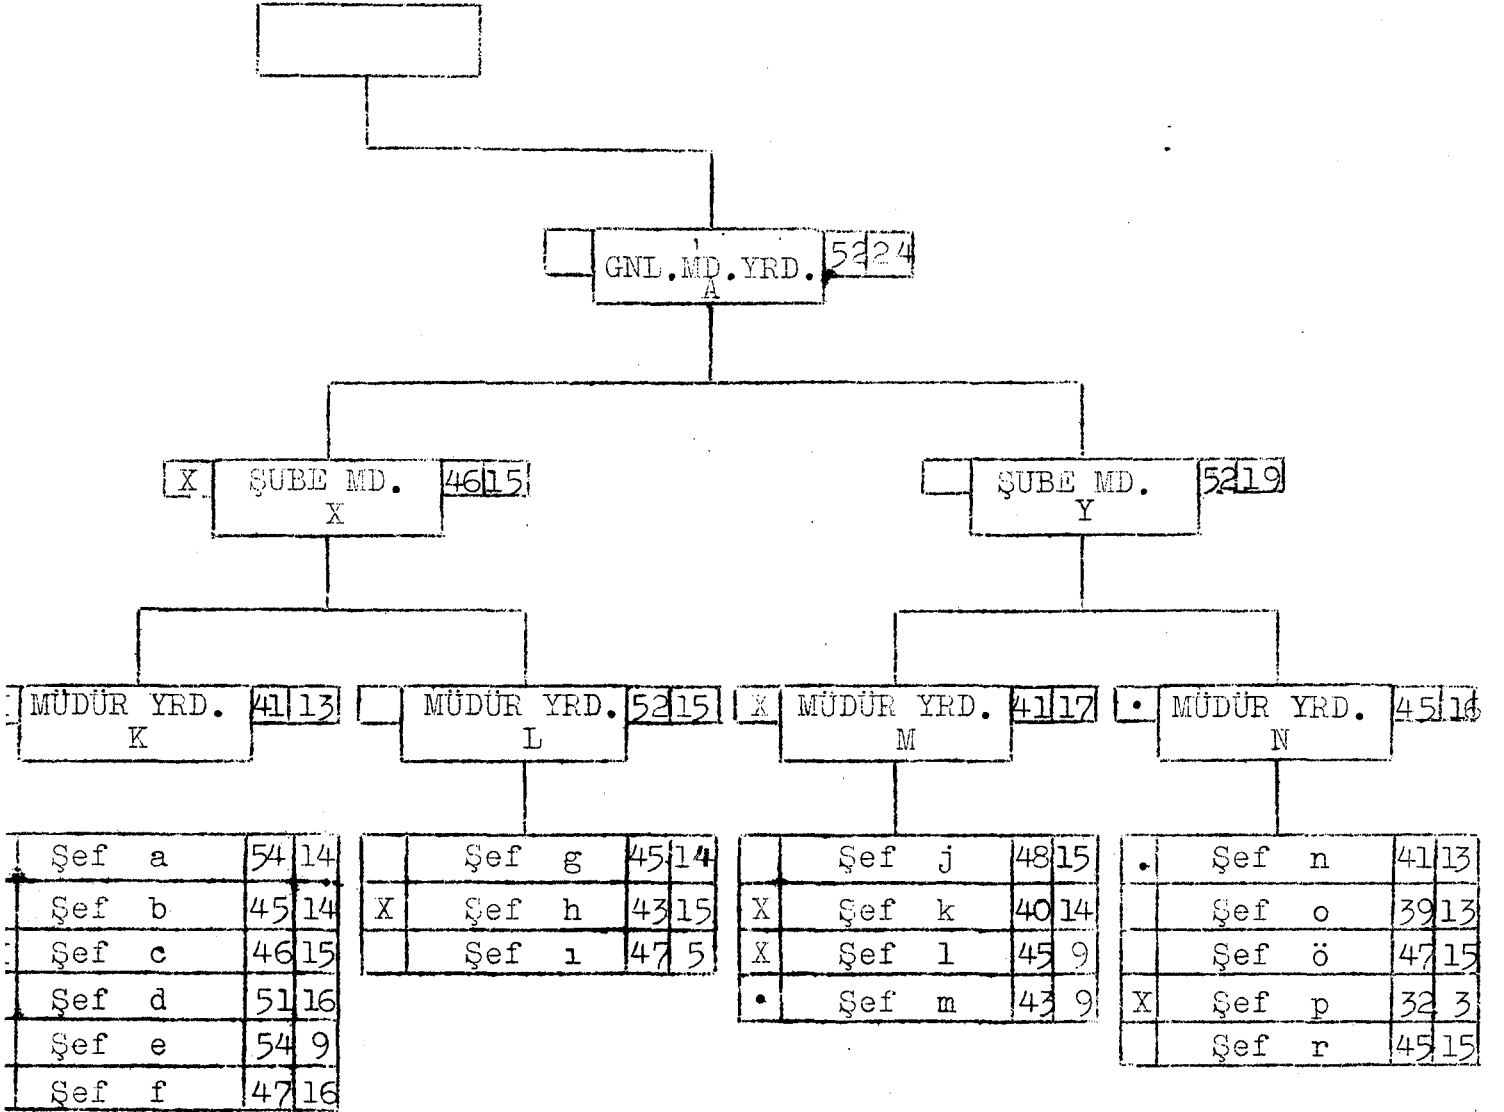 GNL.MD.YRD. 52 24
A
X ŞUBE MD. 46 15
X
ŞUBE MD. 52 19
Y
MÜDÜR YRD. 41 13
K
MÜDÜR YRD. 52 15
L
X MÜDÜR YRD. 41 17
M
• MÜDÜR YRD. 45 16
N
Şef a 54 14
Şef b 45 14
Şef c 46 15
Şef d 51 16
Şef e 54 9
Şef f 47 16
Şef g 45 14
X Şef h 43 15
Şef ı 47 5
Şef j 48 15
X Şef k 40 14
X Şef l 45 9
• Şef m 43 9
. Şef n 41 13
Şef o 39 13
Şef ö 47 15
X Şef p 32 3
Şef r 45 15